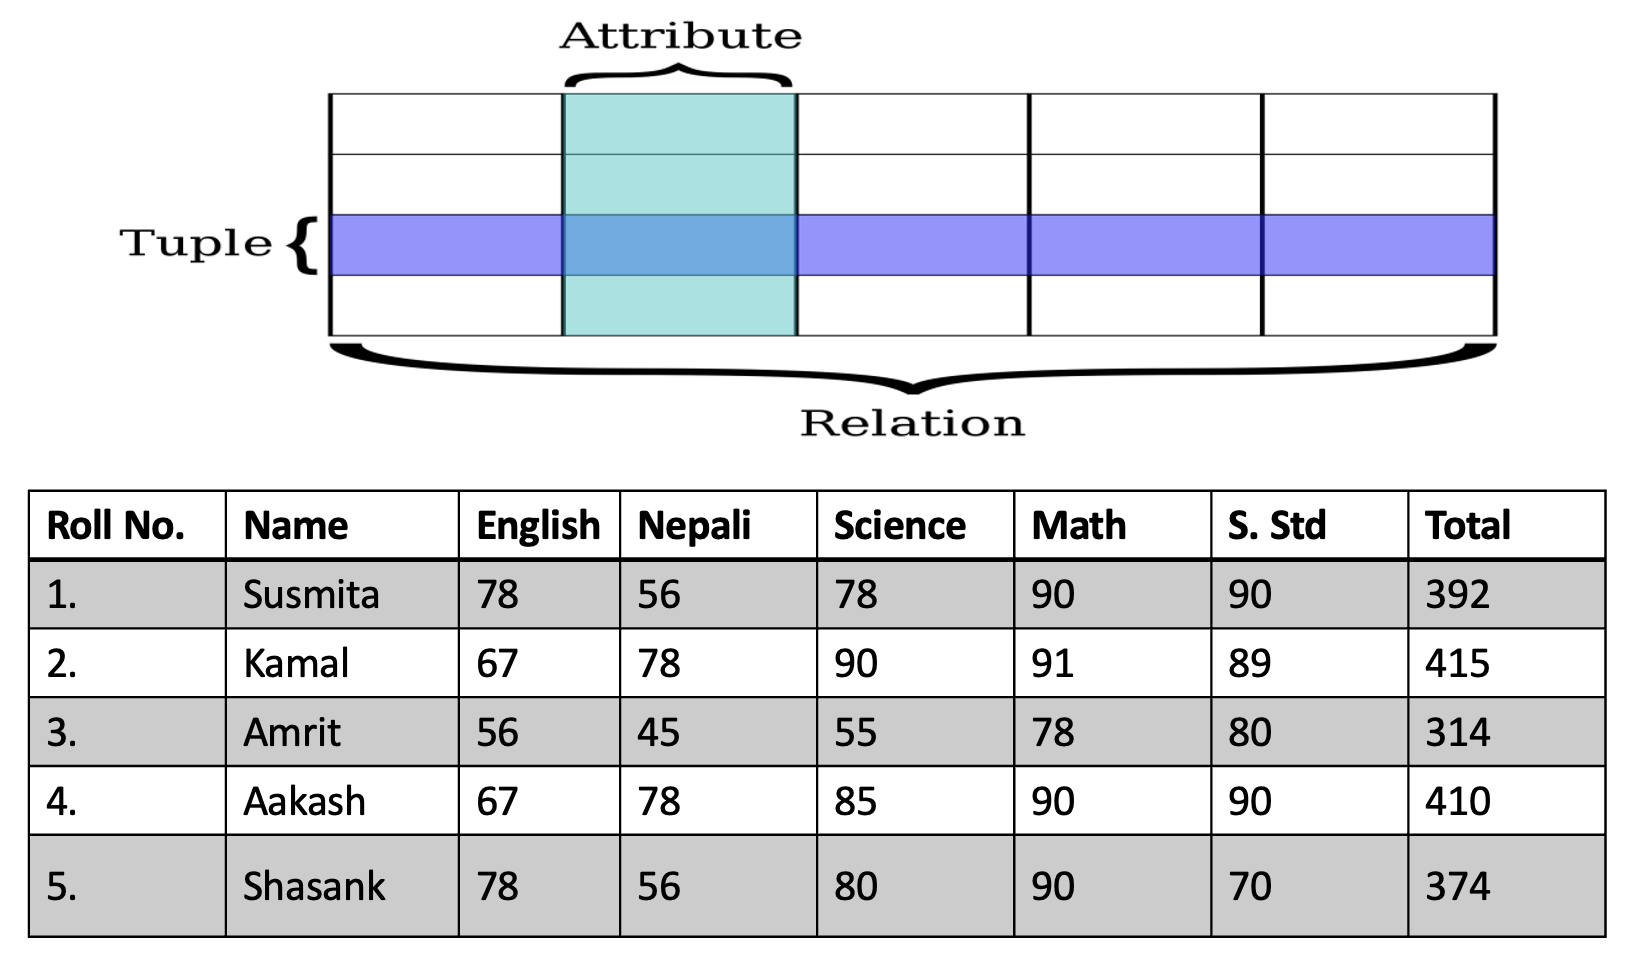 Attribute
Tuple
Relation
Roll No. Name English Nepali Science Math S. Std Total
1. Susmita 78 56 78 90 90 392
2. Kamal 67 78 90 91 89 415
3. Amrit 56 45 55 78 80 314
4. Aakash 67 78 85 90 90 410
5. Shasank 78 56 80 90 70 374